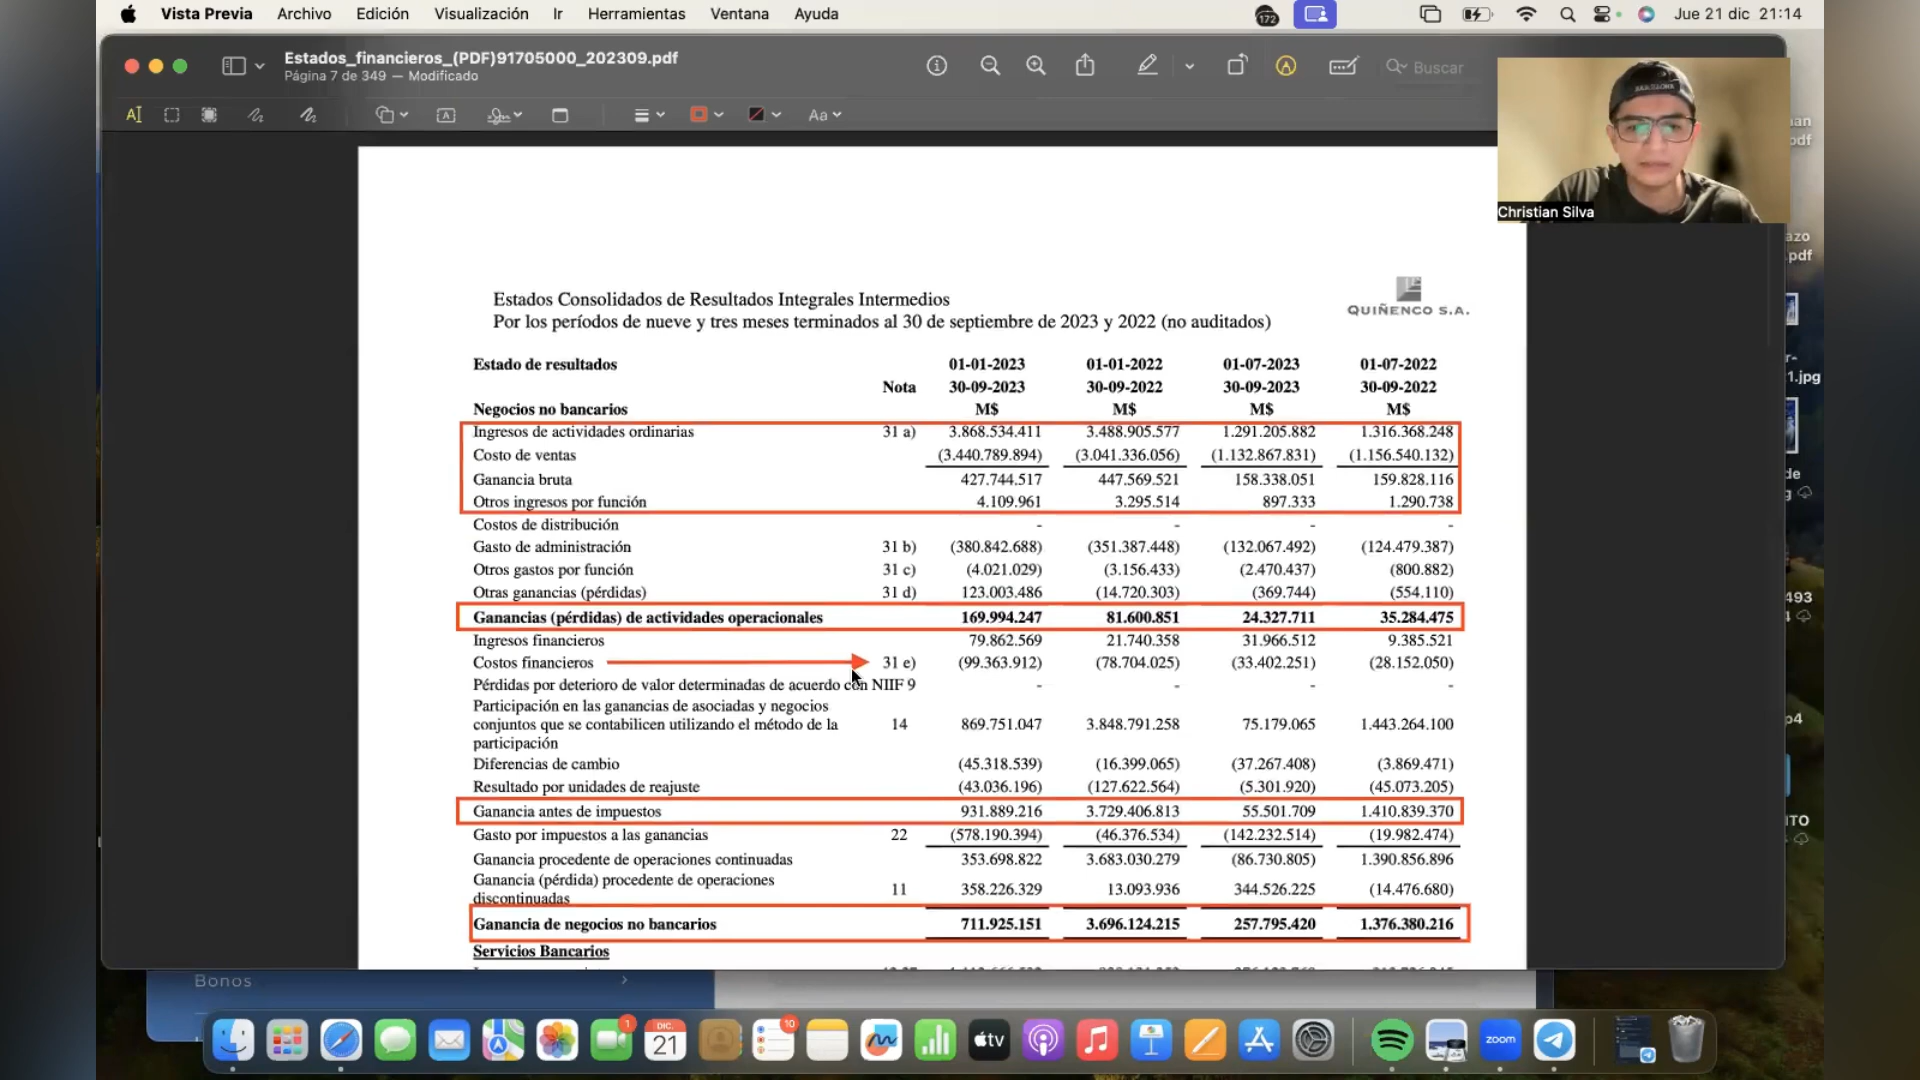 Vista Previa Archivo Edición Visualización Ir Herramientas Ventana Ayuda 172 Jue 21 dic 21:14
Estados_financieros_(PDF)91705000_202309.pdf
Página 7 de 349 — Modificado
Buscar
Aa
Christian Silva
Estados Consolidados de Resultados Integrales Intermedios
Por los períodos de nueve y tres meses terminados al 30 de septiembre de 2023 y 2022 (no auditados)
QUIÑENCO S.A.
Estado de resultados 01-01-2023 01-01-2022 01-07-2023 01-07-2022
Nota 30-09-2023 30-09-2022 30-09-2023 30-09-2022
Negocios no bancarios M$ M$ M$ M$
Ingresos de actividades ordinarias 31 a) 3.868.534.411 3.488.905.577 1.291.205.882 1.316.368.248
Costo de ventas (3.440.789.894) (3.041.336.056) (1.132.867.831) (1.156.540.132)
Ganancia bruta 427.744.517 447.569.521 158.338.051 159.828.116
Otros ingresos por función 4.109.961 3.295.514 897.333 1.290.738
Costos de distribución - - - -
Gasto de administración 31 b) (380.842.688) (351.387.448) (132.067.492) (124.479.387)
Otros gastos por función 31 c) (4.021.029) (3.156.433) (2.470.437) (800.882)
Otras ganancias (pérdidas) 31 d) 123.003.486 (14.720.303) (369.744) (554.110)
Ganancias (pérdidas) de actividades operacionales 169.994.247 81.600.851 24.327.711 35.284.475
Ingresos financieros 79.862.569 21.740.358 31.966.512 9.385.521
Costos financieros 31 e) (99.363.912) (78.704.025) (33.402.251) (28.152.050)
Pérdidas por deterioro de valor determinadas de acuerdo con NIIF 9 - - - -
Participación en las ganancias de asociadas y negocios
conjuntos que se contabilicen utilizando el método de la 14 869.751.047 3.848.791.258 75.179.065 1.443.264.100
participación
Diferencias de cambio (45.318.539) (16.399.065) (37.267.408) (3.869.471)
Resultado por unidades de reajuste (43.036.196) (127.622.564) (5.301.920) (45.073.205)
Ganancia antes de impuestos 931.889.216 3.729.406.813 55.501.709 1.410.839.370
Gasto por impuestos a las ganancias 22 (578.190.394) (46.376.534) (142.232.514) (19.982.474)
Ganancia procedente de operaciones continuadas 353.698.822 3.683.030.279 (86.730.805) 1.390.856.896
Ganancia (pérdida) procedente de operaciones
discontinuadas 11 358.226.329 13.093.936 344.526.225 (14.476.680)
Ganancia de negocios no bancarios 711.925.151 3.696.124.215 257.795.420 1.376.380.216
Servicios Bancarios
Bonos
1
DIC.
21
10
tv
zoom